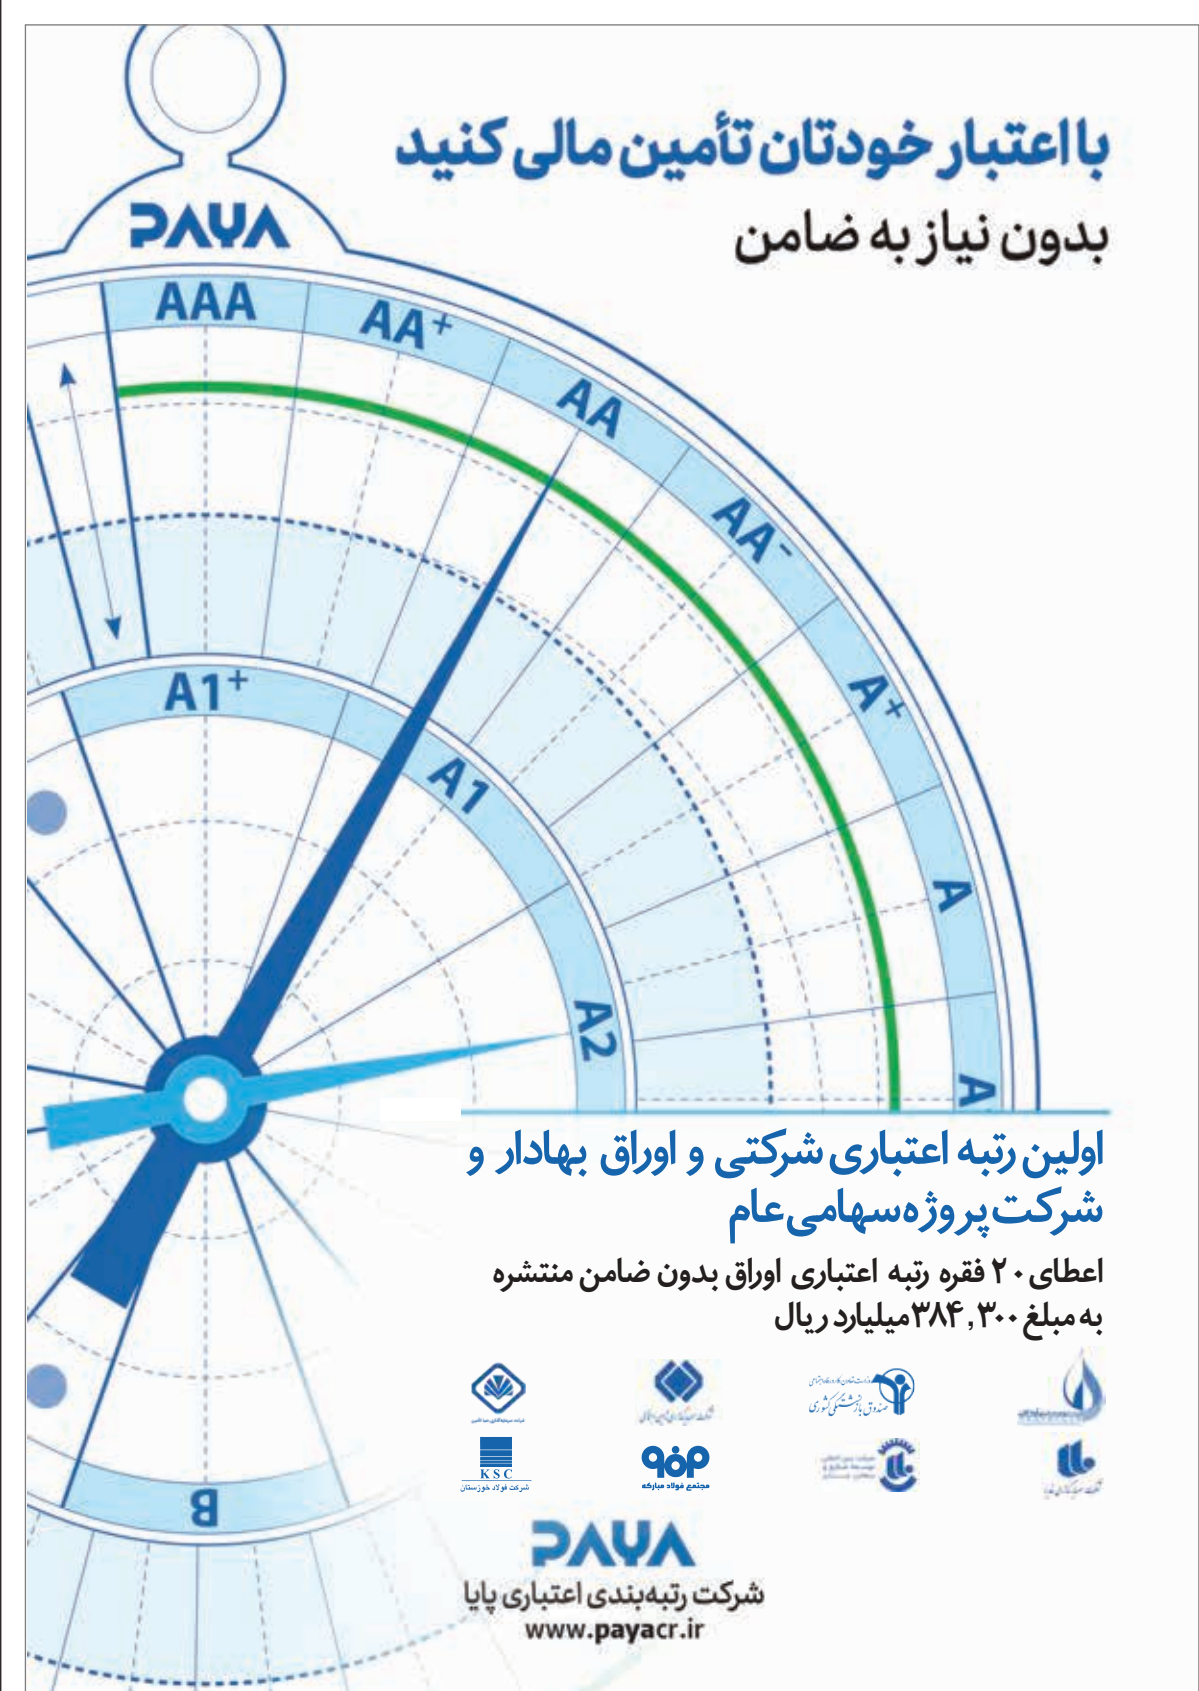 با اعتبار خودتان تأمین مالی کنید
بدون نیاز به ضامن
PAYA
AAA
AA+
AA
AA-
A+
A
A
A1+
A1
A2
B
اولین رتبه اعتباری شرکتی و اوراق بهادار و
شرکت پروژه سهامی عام
اعطای ۲۰ فقره رتبه اعتباری اوراق بدون ضامن منتشره
به مبلغ ۳۸۴,۳۰۰ میلیارد ریال
صندوق بازنشستگی کشوری
KSC
شرکت فولاد خوزستان
مجتمع فولاد مبارکه
PAYA
شرکت رتبه‌بندی اعتباری پایا
www.payacr.ir